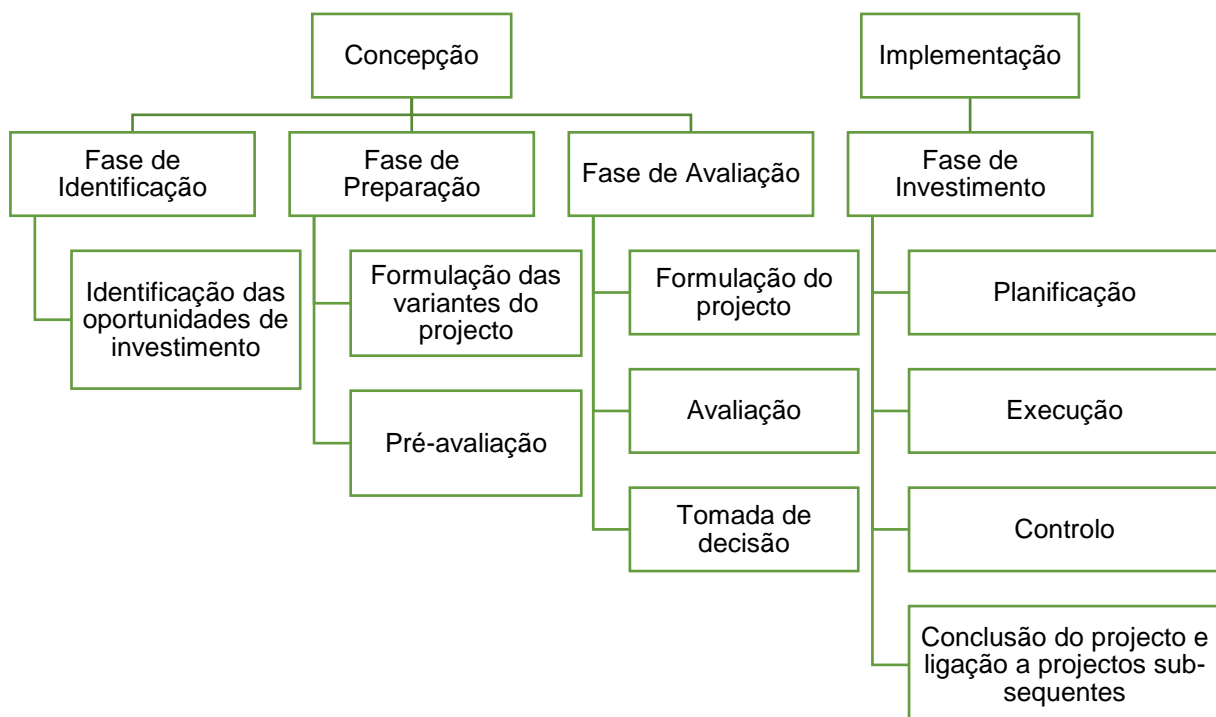 Concepção
Implementação
Fase de
Identificação
Fase de
Preparação
Fase de Avaliação
Fase de
Investimento
Identificação das
oportunidades de
investimento
Formulação das
variantes do
projecto
Pré-avaliação
Formulação do
projecto
Avaliação
Tomada de
decisão
Planificação
Execução
Controlo
Conclusão do projecto e
ligação a projectos sub-
sequentes